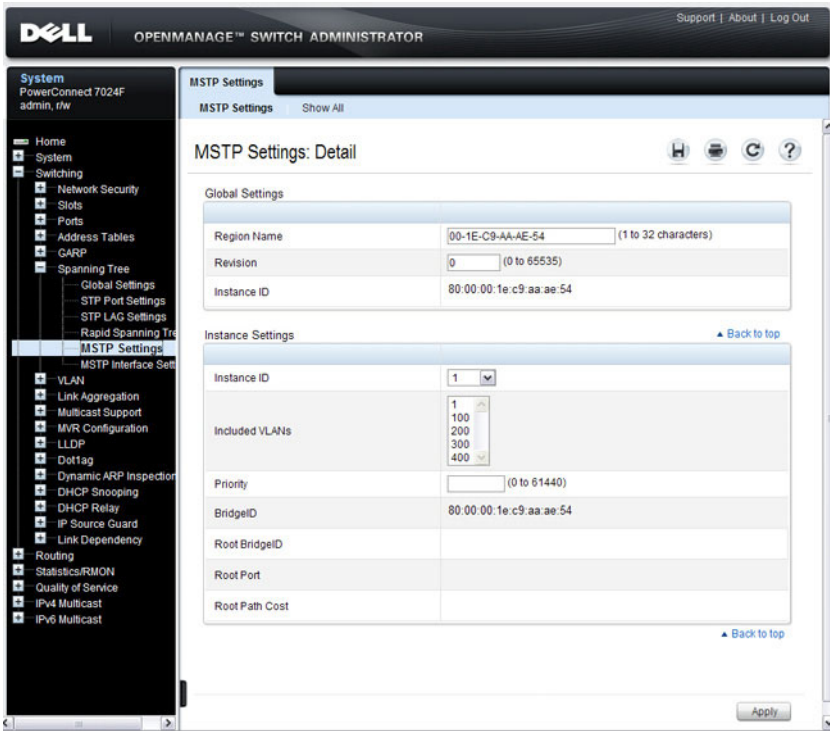 Support | About | Log Out
DELL
OPENMANAGE™ SWITCH ADMINISTRATOR
System
PowerConnect 7024F
admin, r/w
Home
System
Switching
Network Security
Slots
Ports
Address Tables
GARP
Spanning Tree
Global Settings
STP Port Settings
STP LAG Settings
Rapid Spanning Tre
MSTP Settings
MSTP Interface Sett
VLAN
Link Aggregation
Multicast Support
MVR Configuration
LLDP
Dot1ag
Dynamic ARP Inspection
DHCP Snooping
DHCP Relay
IP Source Guard
Link Dependency
Routing
Statistics/RMON
Quality of Service
IPv4 Multicast
IPv6 Multicast
MSTP Settings
MSTP Settings Show All
MSTP Settings: Detail
Global Settings
Region Name 00-1E-C9-AA-AE-54 (1 to 32 characters)
Revision 0 (0 to 65535)
Instance ID 80:00:00:1e:c9:aa:ae:54
Instance Settings
Back to top
Instance ID 1
Included VLANs
1
100
200
300
400
Priority (0 to 61440)
BridgeID 80:00:00:1e:c9:aa:ae:54
Root BridgeID
Root Port
Root Path Cost
Back to top
Apply